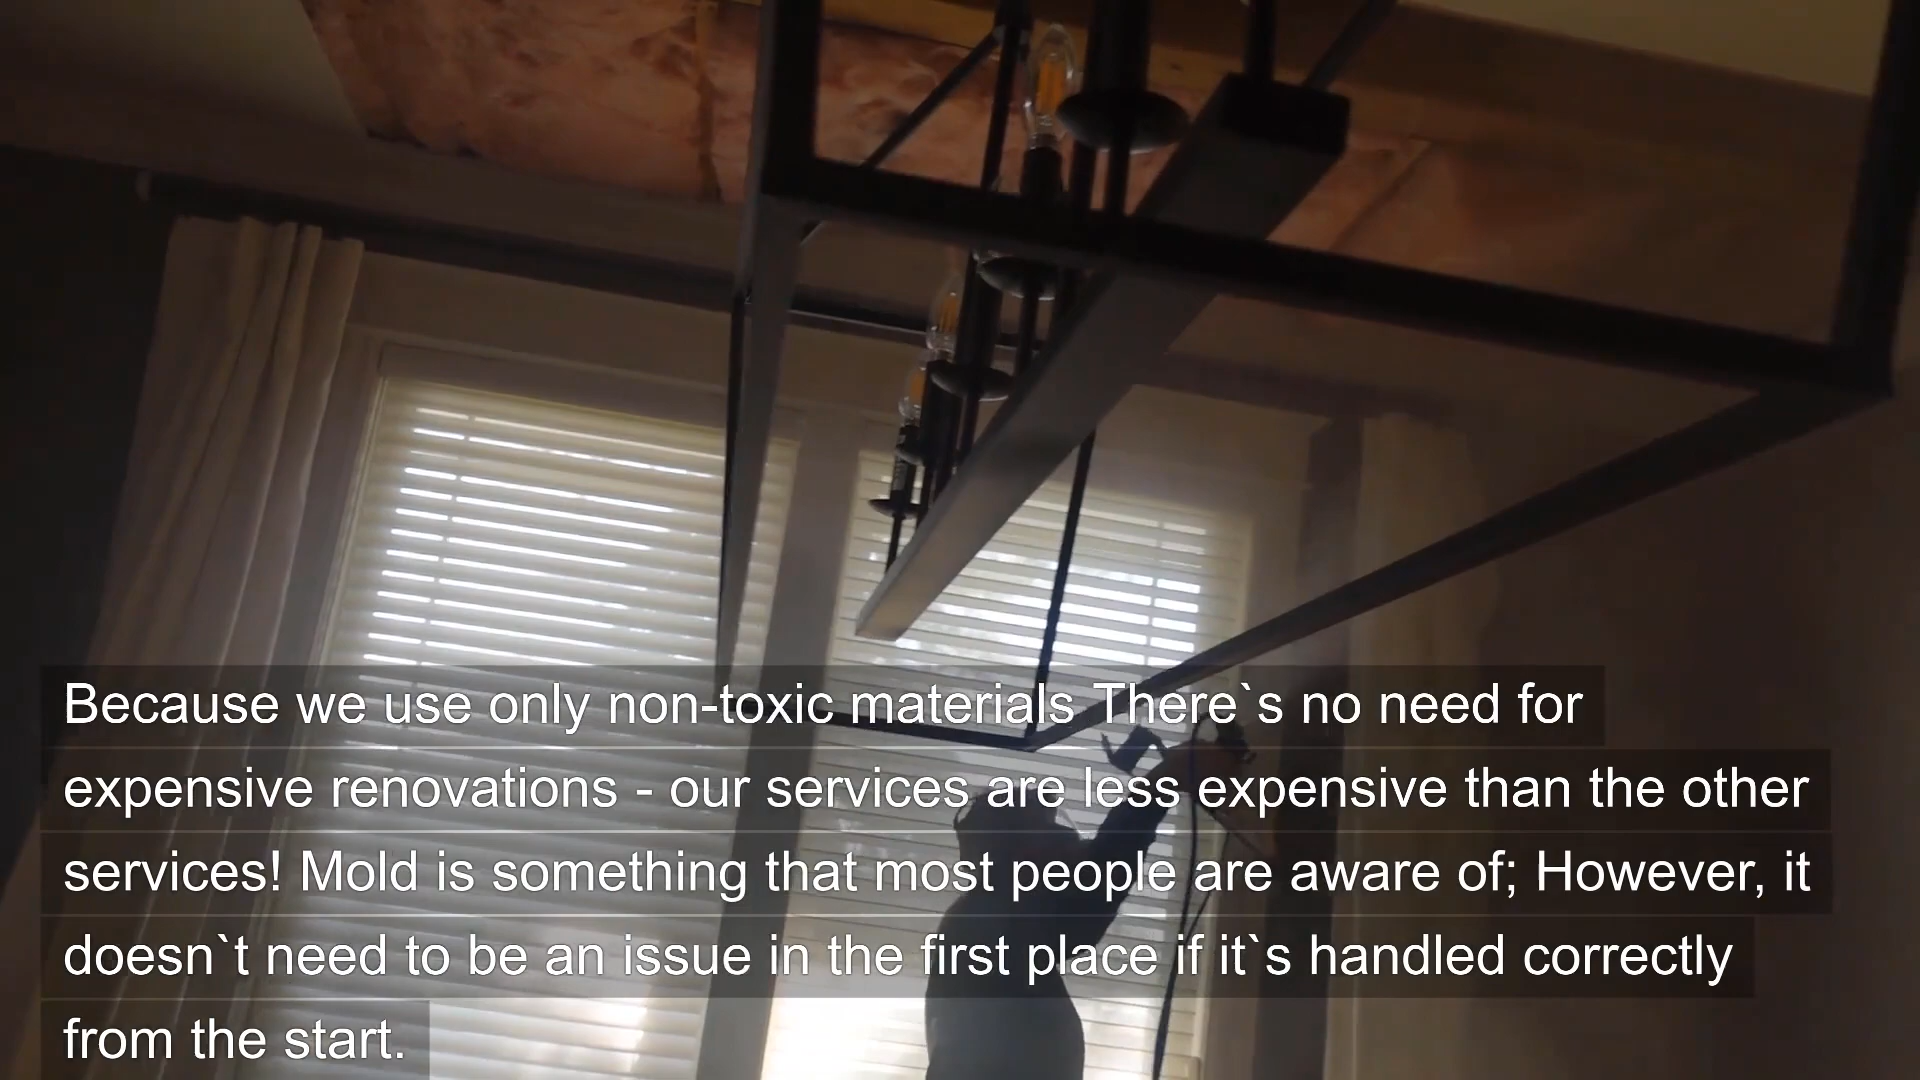 Because we use only non-toxic materials There`s no need for
expensive renovations - our services are less expensive than the other
services! Mold is something that most people are aware of; However, it
doesn`t need to be an issue in the first place if it`s handled correctly
from the start.